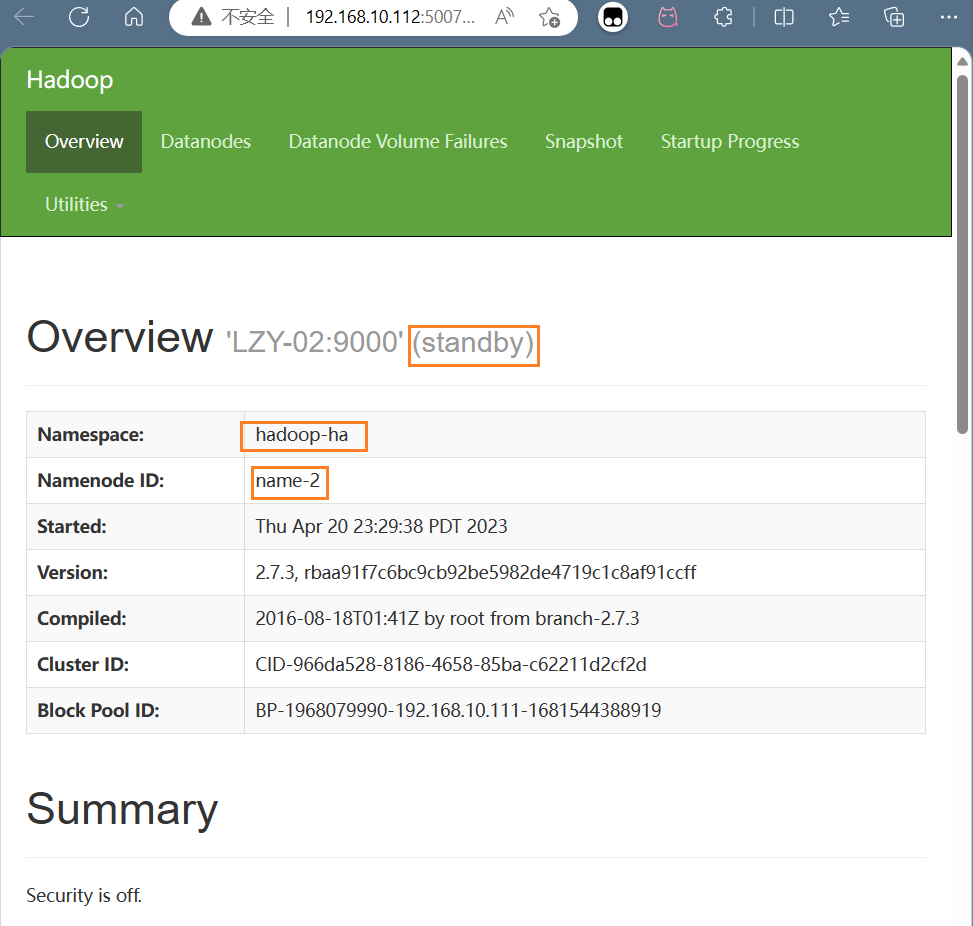 不安全 | 192.168.10.112:5007...
Hadoop
Overview Datanodes Datanode Volume Failures Snapshot Startup Progress
Utilities
Overview 'LZY-02:9000' (standby)
Namespace: hadoop-ha
Namenode ID: name-2
Started: Thu Apr 20 23:29:38 PDT 2023
Version: 2.7.3, rbaa91f7c6bc9cb92be5982de4719c1c8af91ccff
Compiled: 2016-08-18T01:41Z by root from branch-2.7.3
Cluster ID: CID-966da528-8186-4658-85ba-c62211d2cf2d
Block Pool ID: BP-1968079990-192.168.10.111-1681544388919
Summary
Security is off.